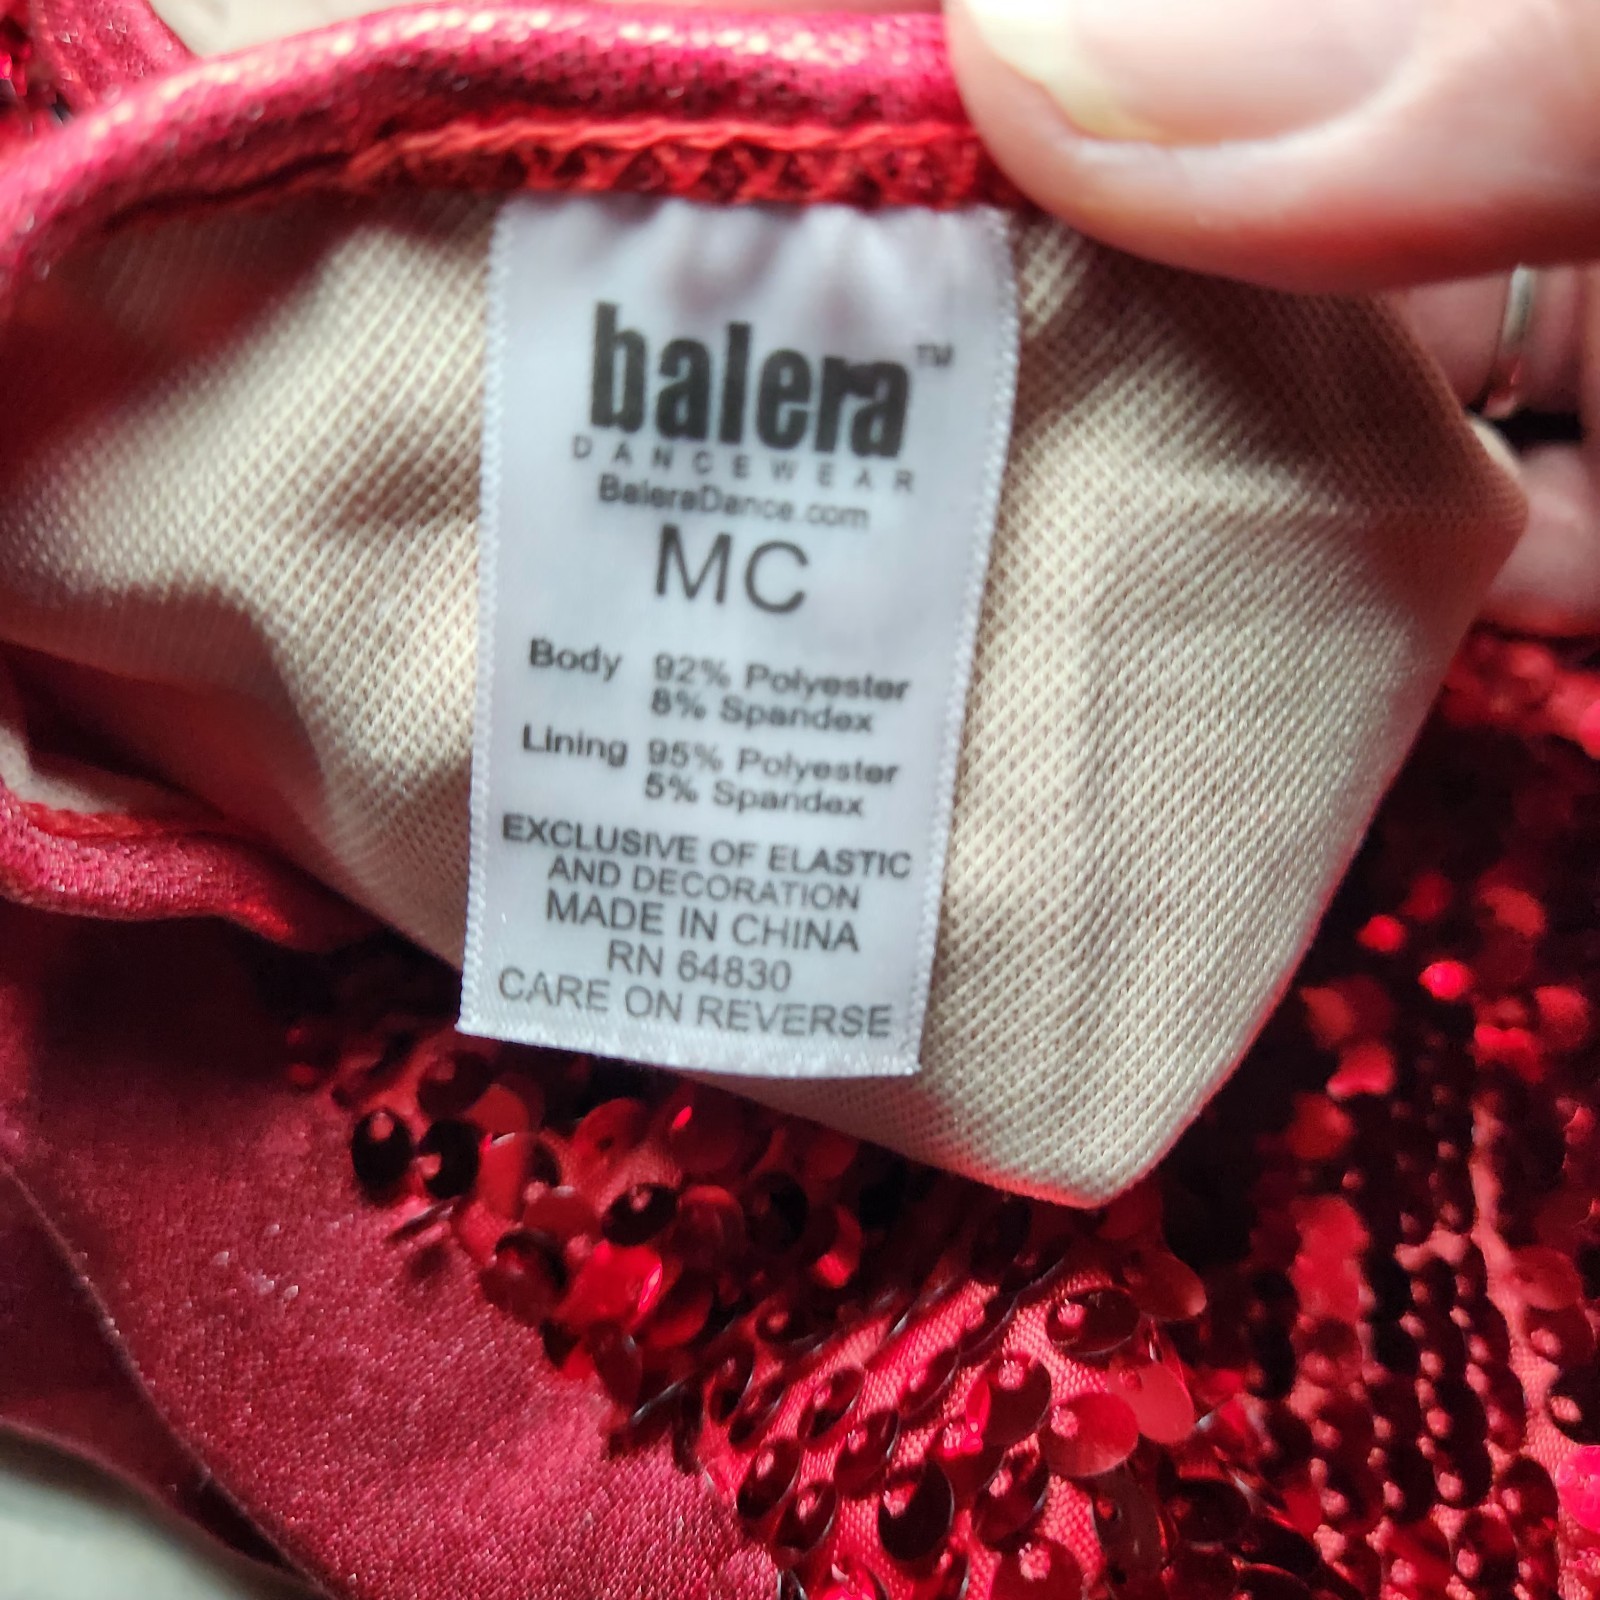 balera™
DANCEWEAR
BaleraDance.com
MC
Body 92% Polyester
8% Spandex
Lining 95% Polyester
5% Spandex
EXCLUSIVE OF ELASTIC
AND DECORATION
MADE IN CHINA
RN 64830
CARE ON REVERSE